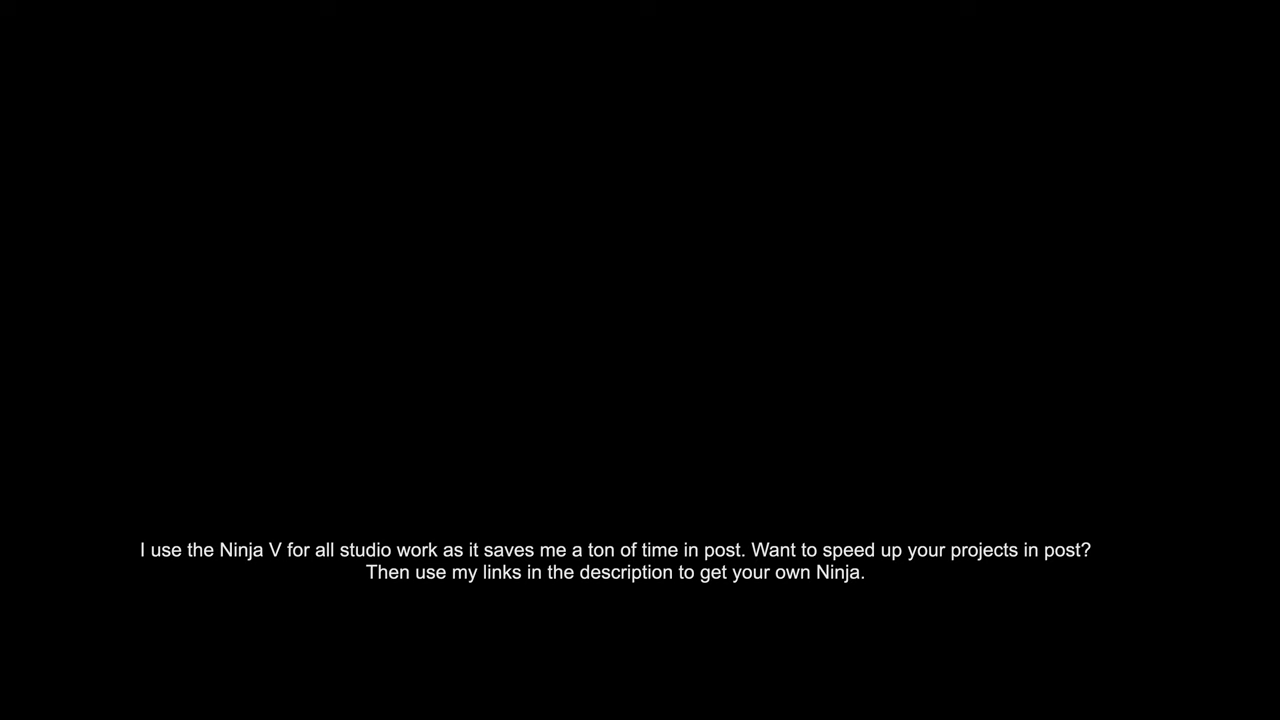 I use the Ninja V for all studio work as it saves me a ton of time in post. Want to speed up your projects in post?
Then use my links in the description to get your own Ninja.